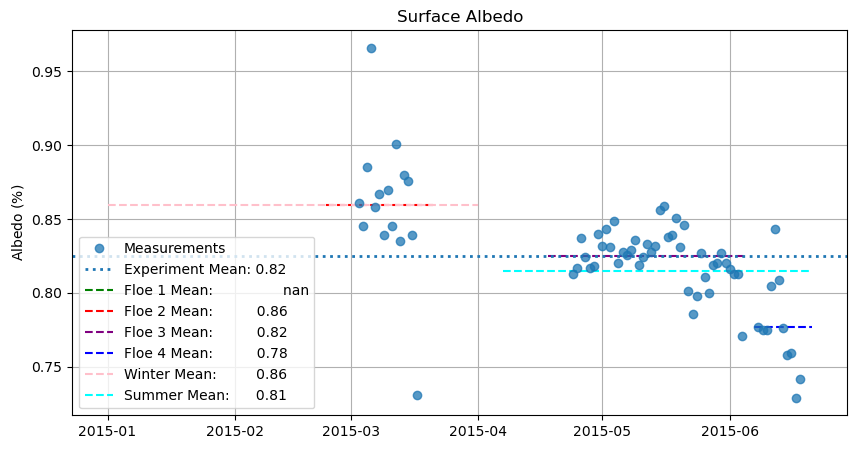 Surface Albedo
Albedo (%)
0.95
0.90
0.85
0.80
0.75
Measurements
Experiment Mean: 0.82
Floe 1 Mean: nan
Floe 2 Mean: 0.86
Floe 3 Mean: 0.82
Floe 4 Mean: 0.78
Winter Mean: 0.86
Summer Mean: 0.81
2015-01 2015-02 2015-03 2015-04 2015-05 2015-06